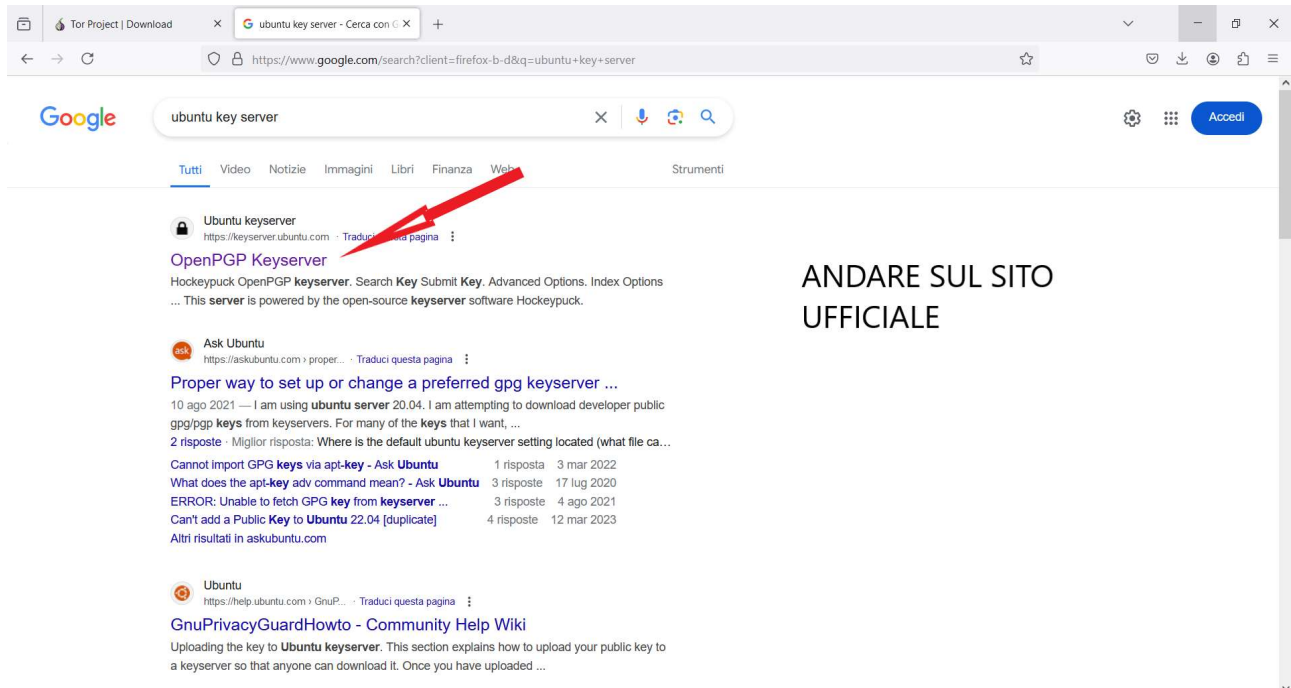 Tor Project | Download
ubuntu key server - Cerca con G
https://www.google.com/search?client=firefox-b-d&q=ubuntu+key+server
Google
ubuntu key server
Accedi
Tutti Video Notizie Immagini Libri Finanza Web Strumenti
Ubuntu keyserver
https://keyserver.ubuntu.com · Traduci questa pagina
OpenPGP Keyserver
Hockeypuck OpenPGP keyserver. Search Key Submit Key. Advanced Options. Index Options
... This server is powered by the open-source keyserver software Hockeypuck.
ANDARE SUL SITO
UFFICIALE
ask
Ask Ubuntu
https://askubuntu.com › proper... · Traduci questa pagina
Proper way to set up or change a preferred gpg keyserver ...
10 ago 2021 — I am using ubuntu server 20.04. I am attempting to download developer public
gpg/pgp keys from keyservers. For many of the keys that I want, ...
2 risposte · Miglior risposta: Where is the default ubuntu keyserver setting located (what file ca...
Cannot import GPG keys via apt-key - Ask Ubuntu 1 risposta 3 mar 2022
What does the apt-key adv command mean? - Ask Ubuntu 3 risposte 17 lug 2020
ERROR: Unable to fetch GPG key from keyserver ... 3 risposte 4 ago 2021
Can't add a Public Key to Ubuntu 22.04 [duplicate] 4 risposte 12 mar 2023
Altri risultati in askubuntu.com
Ubuntu
https://help.ubuntu.com › GnuP... · Traduci questa pagina
GnuPrivacyGuardHowto - Community Help Wiki
Uploading the key to Ubuntu keyserver. This section explains how to upload your public key to
a keyserver so that anyone can download it. Once you have uploaded ...